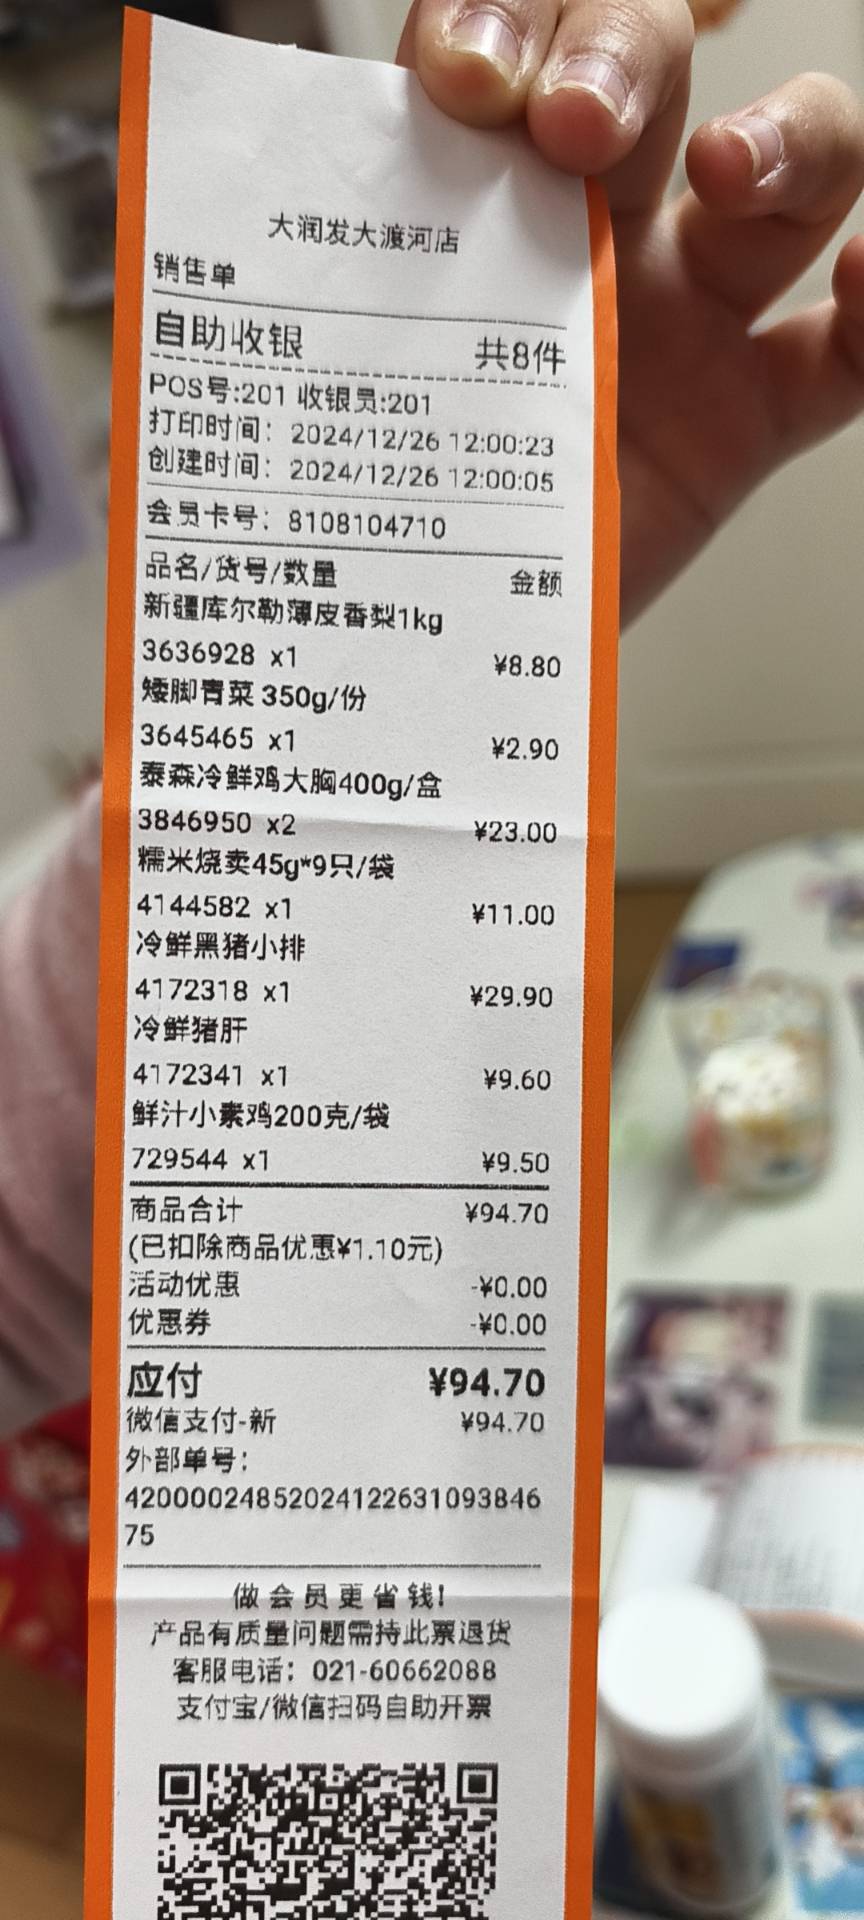 大润发大渡河店
销售单
自助收银 共8件
POS号:201 收银员:201
打印时间: 2024/12/26 12:00:23
创建时间: 2024/12/26 12:00:05
会员卡号: 8108104710
品名/货号/数量 金额
新疆库尔勒薄皮香梨1kg
3636928 x1 ¥8.80
矮脚青菜 350g/份
3645465 x1 ¥2.90
泰森冷鲜鸡大胸400g/盒
3846950 x2 ¥23.00
糯米烧卖45g*9只/袋
4144582 x1 ¥11.00
冷鲜黑猪小排
4172318 x1 ¥29.90
冷鲜猪肝
4172341 x1 ¥9.60
鲜汁小素鸡200克/袋
729544 x1 ¥9.50
商品合计 ¥94.70
(已扣除商品优惠¥1.10元)
活动优惠 -¥0.00
优惠券 -¥0.00
应付 ¥94.70
微信支付-新 ¥94.70
外部单号:
42000024852024122631093846
75
做会员更省钱!
产品有质量问题需持此票退货
客服电话: 021-60662088
支付宝/微信扫码自助开票